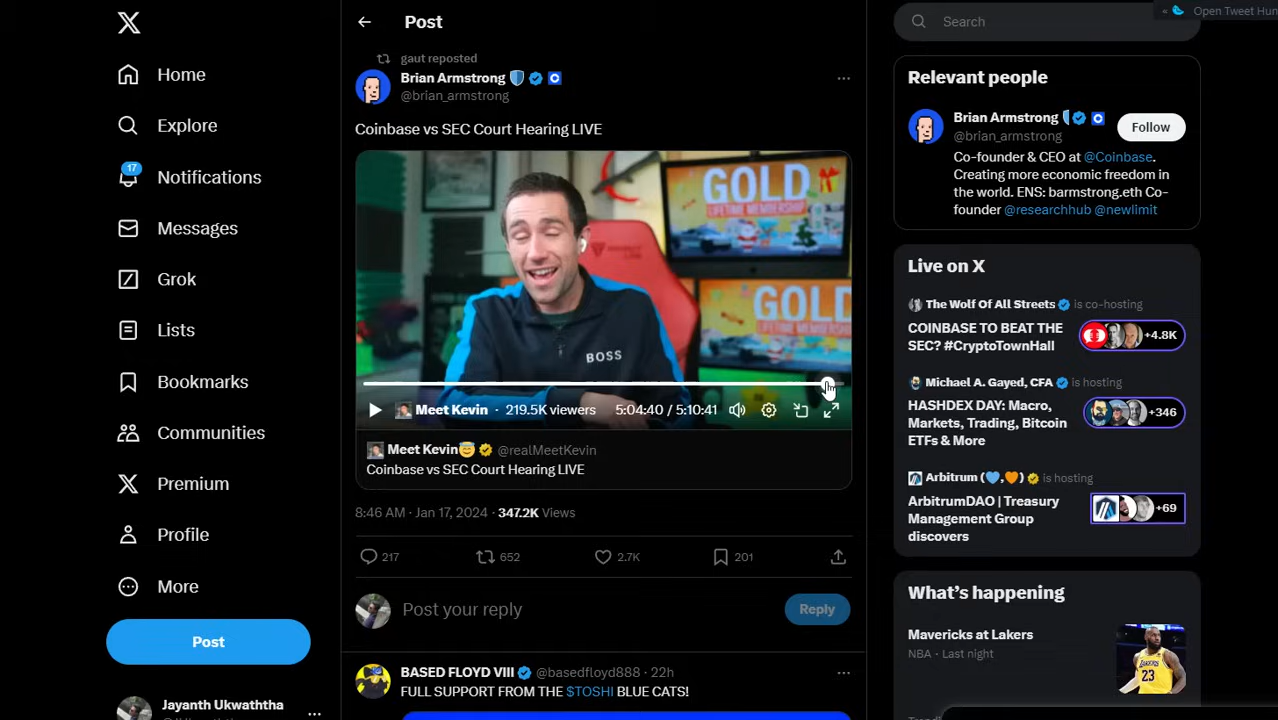 Home
Explore
17
Notifications
Messages
Grok
Lists
Bookmarks
Communities
Premium
Profile
More
Post
Jayanth Ukwaththa
Post
gaut reposted
Brian Armstrong
@brian_armstrong
Coinbase vs SEC Court Hearing LIVE
GOLD
LIFETIME MEMBERSHIP
GOLD
BOSS
Meet Kevin · 219.5K viewers 5:04:40 / 5:10:41
Meet Kevin @realMeetKevin
Coinbase vs SEC Court Hearing LIVE
8:46 AM · Jan 17, 2024 · 347.2K Views
217 652 2.7K 201
Post your reply
Reply
BASED FLOYD VIII @basedfloyd888 · 22h
FULL SUPPORT FROM THE $TOSHI BLUE CATS!
« Open Tweet Hun
Search
Relevant people
Brian Armstrong
@brian_armstrong
Follow
Co-founder & CEO at @Coinbase.
Creating more economic freedom in
the world. ENS: barmstrong.eth Co-
founder @researchhub @newlimit
Live on X
The Wolf Of All Streets is co-hosting
COINBASE TO BEAT THE
SEC? #CryptoTownHall
+4.8K
Michael A. Gayed, CFA is hosting
HASHDEX DAY: Macro,
Markets, Trading, Bitcoin
ETFs & More
+346
Arbitrum (💙,🧡) is hosting
ArbitrumDAO | Treasury
Management Group
discovers
+69
What's happening
Mavericks at Lakers
NBA · Last night
LAKERS
23